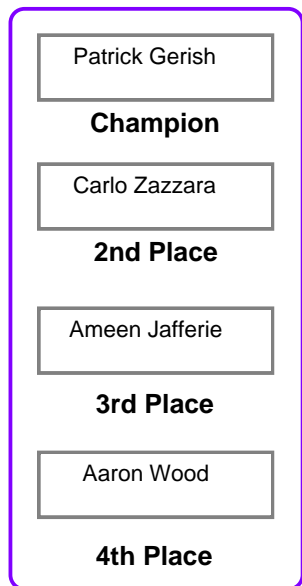 Patrick Gerish
Champion
Carlo Zazzara
2nd Place
Ameen Jafferie
3rd Place
Aaron Wood
4th Place